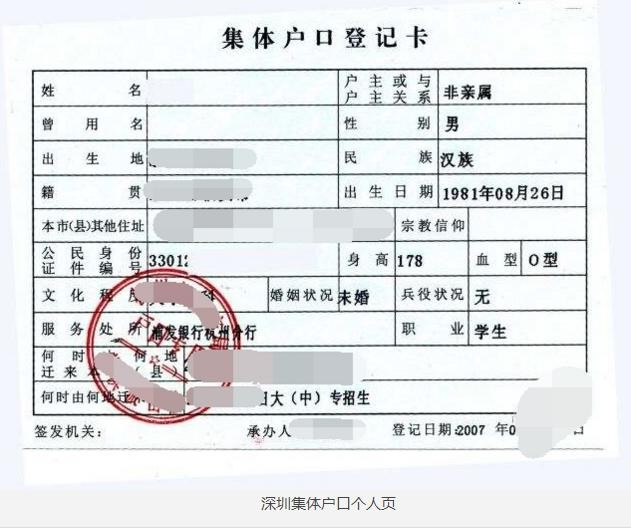 集体户口登记卡
姓名 户主或与户主关系 非亲属
曾用名 性别 男
出生地 民族 汉族
籍贯 出生日期 1981年08月26日
本市(县)其他住址 宗教信仰
公民身份证件编号 33012 身高 178 血型 O型
文化程度 婚姻状况 未婚 兵役状况 无
服务处所 浦发银行杭州分行 职业 学生
何时 何地迁来本 县
何时由何地迁 大（中）专招生
签发机关： 承办人 登记日期:2007 年 日
深圳集体户口个人页